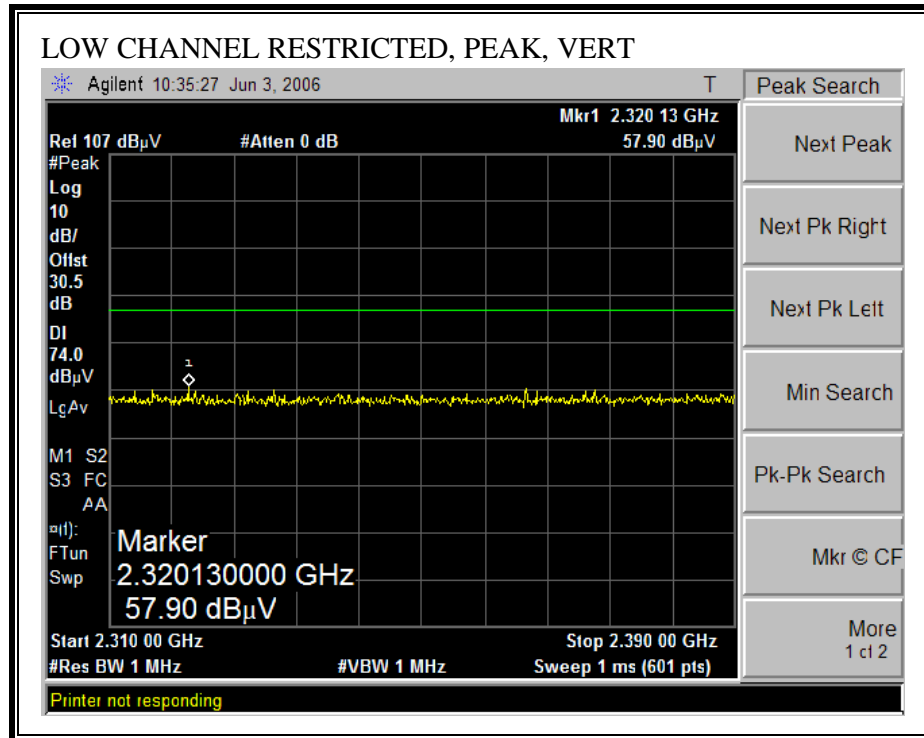 LOW CHANNEL RESTRICTED, PEAK, VERT
Agilent 10:35:27 Jun 3, 2006 T
Peak Search
Mkr1 2.320 13 GHz
Ref 107 dBµV #Atten 0 dB 57.90 dBµV
#Peak
Log
10
dB/
Offst
30.5
dB
DI
74.0
dBµV
LgAv
1
M1 S2
S3 FC
AA
¤(f):
FTun
Swp
Marker
2.320130000 GHz
57.90 dBµV
Start 2.310 00 GHz Stop 2.390 00 GHz
#Res BW 1 MHz #VBW 1 MHz Sweep 1 ms (601 pts)
Printer not responding
Next Peak
Next Pk Right
Next Pk Left
Min Search
Pk-Pk Search
Mkr © CF
More
1 of 2